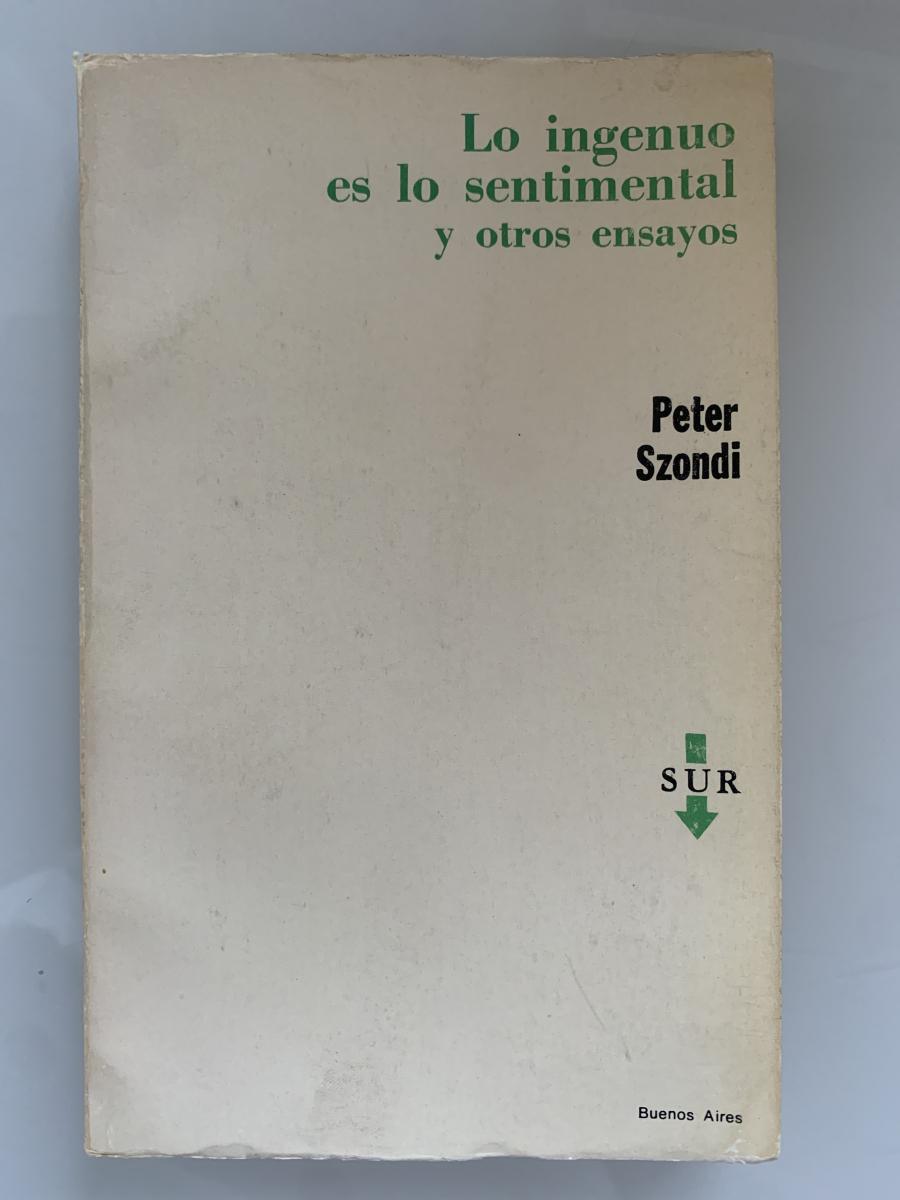 Lo ingenuo
es lo sentimental
y otros ensayos
Peter
Szondi
SUR
Buenos Aires